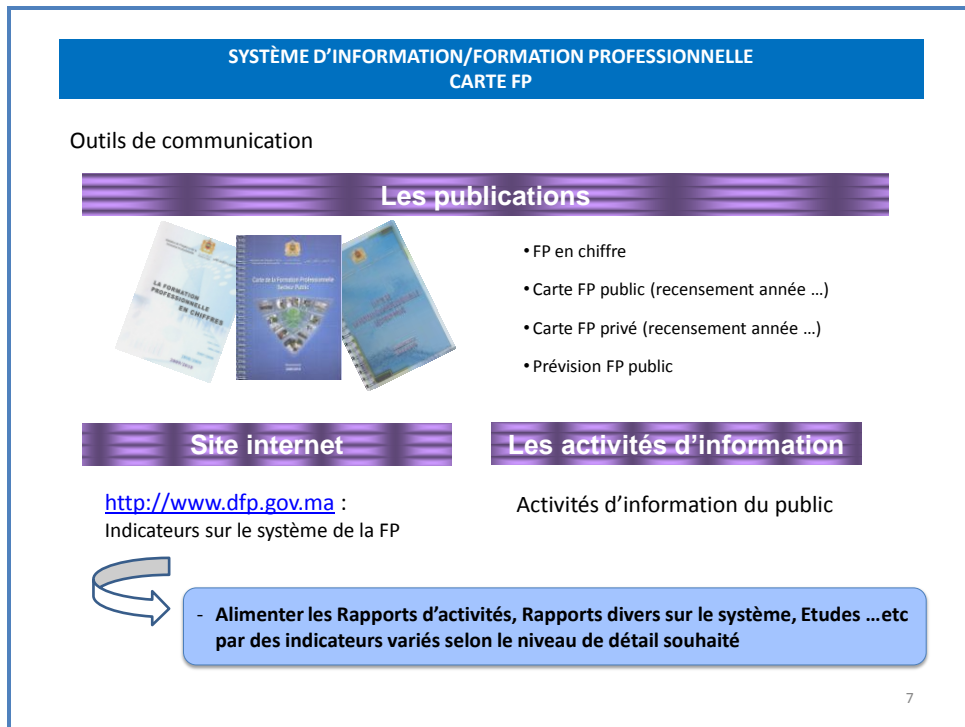 SYSTÈME D'INFORMATION/FORMATION PROFESSIONNELLE
CARTE FP
Outils de communication
Les publications
LA FORMATION
PROFESSIONNELLE
EN CHIFFRES
Carte de la Formation Professionnelle
Secteur Public
• FP en chiffre
• Carte FP public (recensement année …)
• Carte FP privé (recensement année …)
• Prévision FP public
Site internet
Les activités d'information
http://www.dfp.gov.ma :
Indicateurs sur le système de la FP
Activités d'information du public
- Alimenter les Rapports d'activités, Rapports divers sur le système, Etudes …etc
par des indicateurs variés selon le niveau de détail souhaité
7